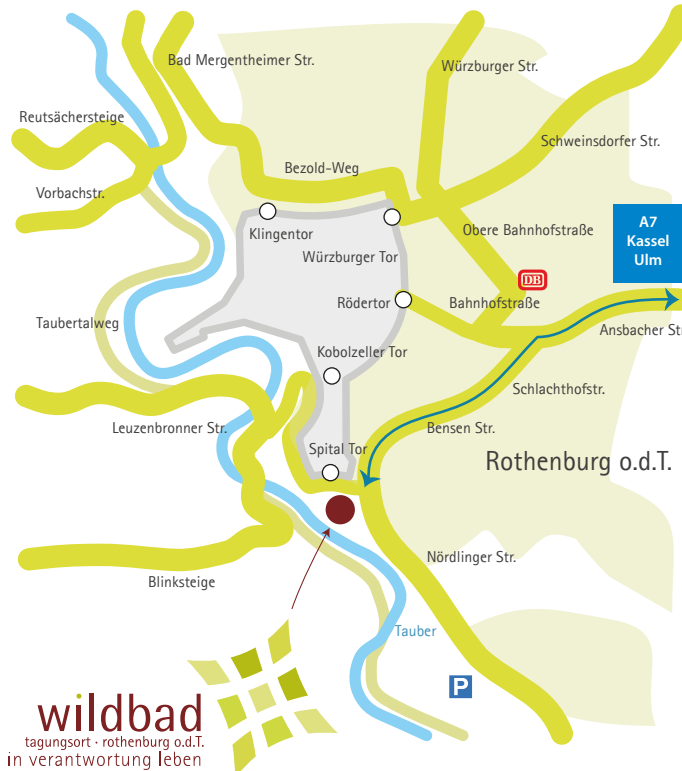 Bad Mergentheimer Str.
Würzburger Str.
Reutsächersteige
Schweinsdorfer Str.
Bezold-Weg
Vorbachstr.
Klingentor
Obere Bahnhofstraße
A7
Kassel
Ulm
Würzburger Tor
DB
Rödertor
Bahnhofstraße
Taubertalweg
Ansbacher Str
Kobolzeller Tor
Schlachthofstr.
Leuzenbronner Str.
Bensen Str.
Spital Tor
Rothenburg o.d.T.
Nördlinger Str.
Blinksteige
Tauber
P
wildbad
tagungsort · rothenburg o.d.T.
in verantwortung leben